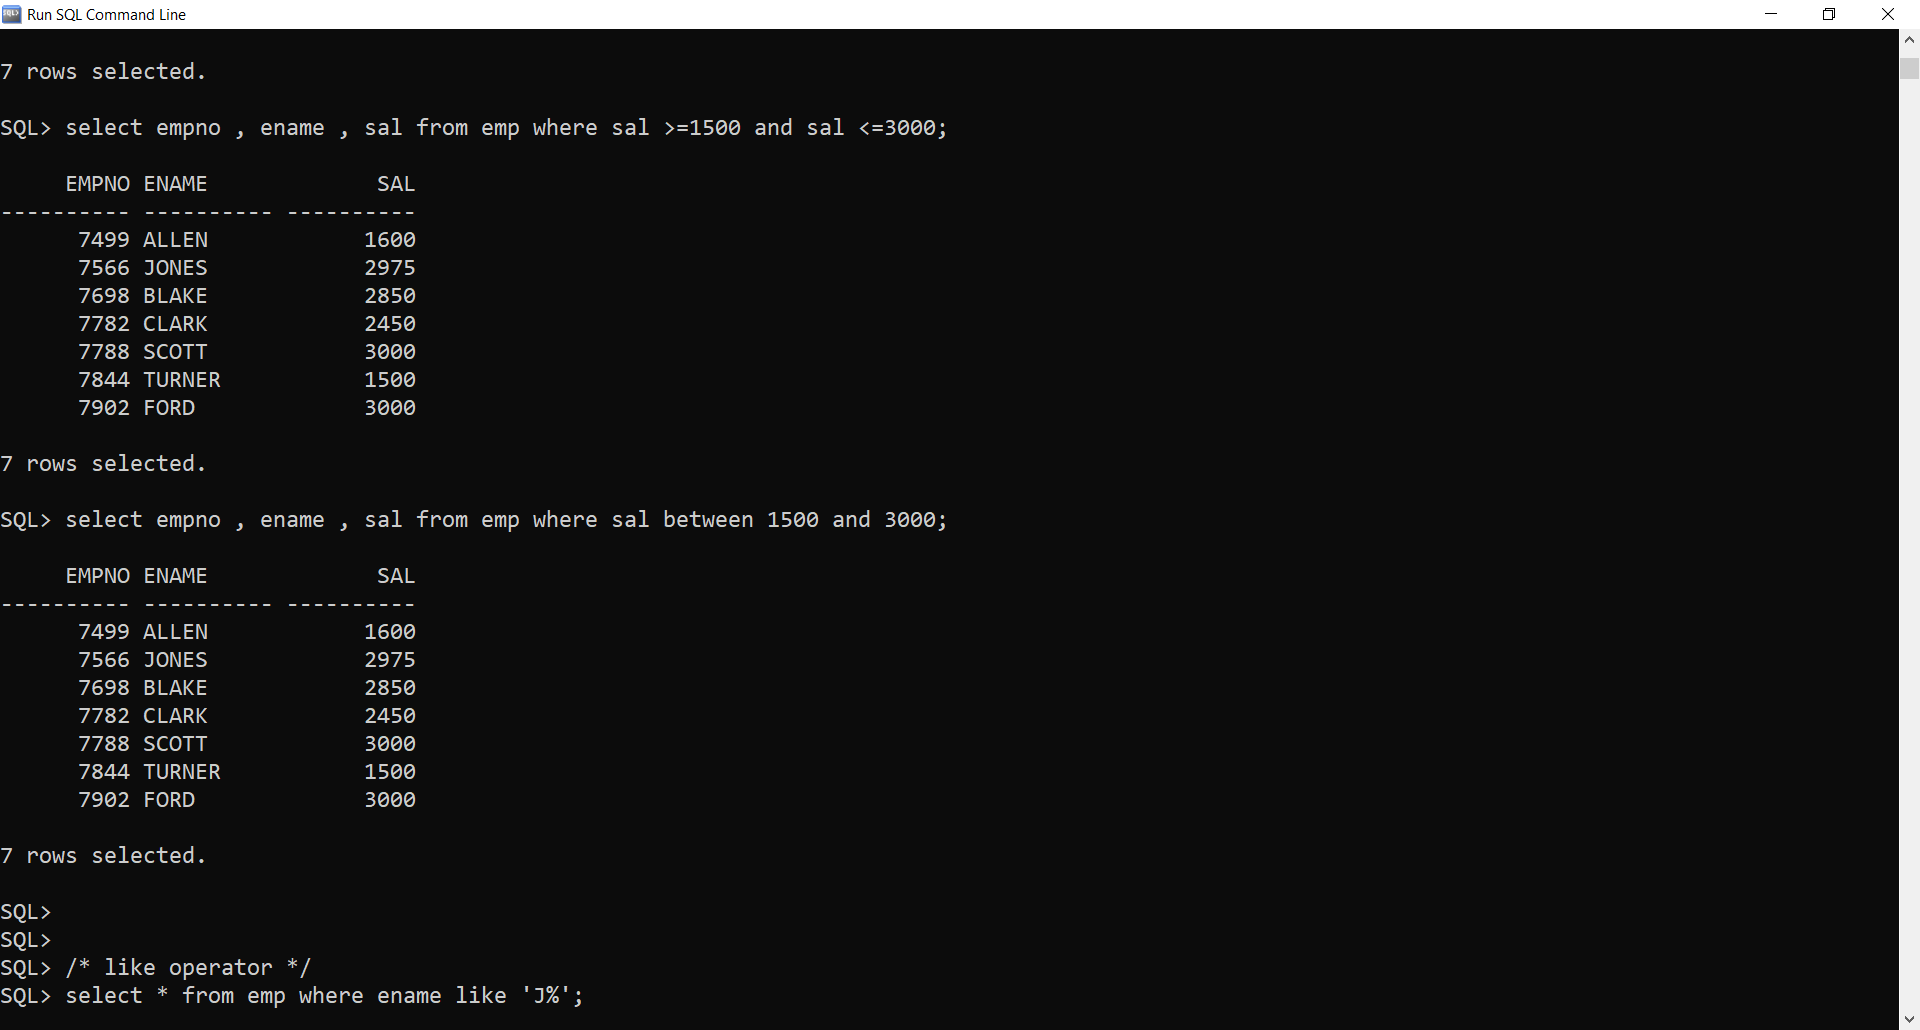 Run SQL Command Line
7 rows selected.
SQL> select empno , ename , sal from emp where sal >=1500 and sal <=3000;
     EMPNO ENAME             SAL
---------- ---------- ----------
      7499 ALLEN            1600
      7566 JONES            2975
      7698 BLAKE            2850
      7782 CLARK            2450
      7788 SCOTT            3000
      7844 TURNER           1500
      7902 FORD             3000
7 rows selected.
SQL> select empno , ename , sal from emp where sal between 1500 and 3000;
     EMPNO ENAME             SAL
---------- ---------- ----------
      7499 ALLEN            1600
      7566 JONES            2975
      7698 BLAKE            2850
      7782 CLARK            2450
      7788 SCOTT            3000
      7844 TURNER           1500
      7902 FORD             3000
7 rows selected.
SQL>
SQL>
SQL> /* like operator */
SQL> select * from emp where ename like 'J%';